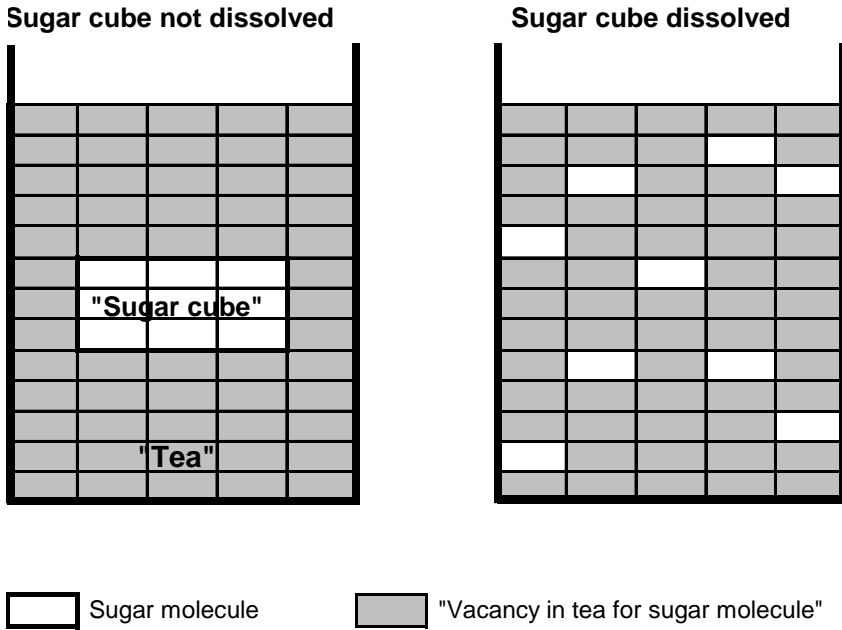 Sugar cube not dissolved
Sugar cube dissolved
"Sugar cube"
"Tea"
Sugar molecule
"Vacancy in tea for sugar molecule"